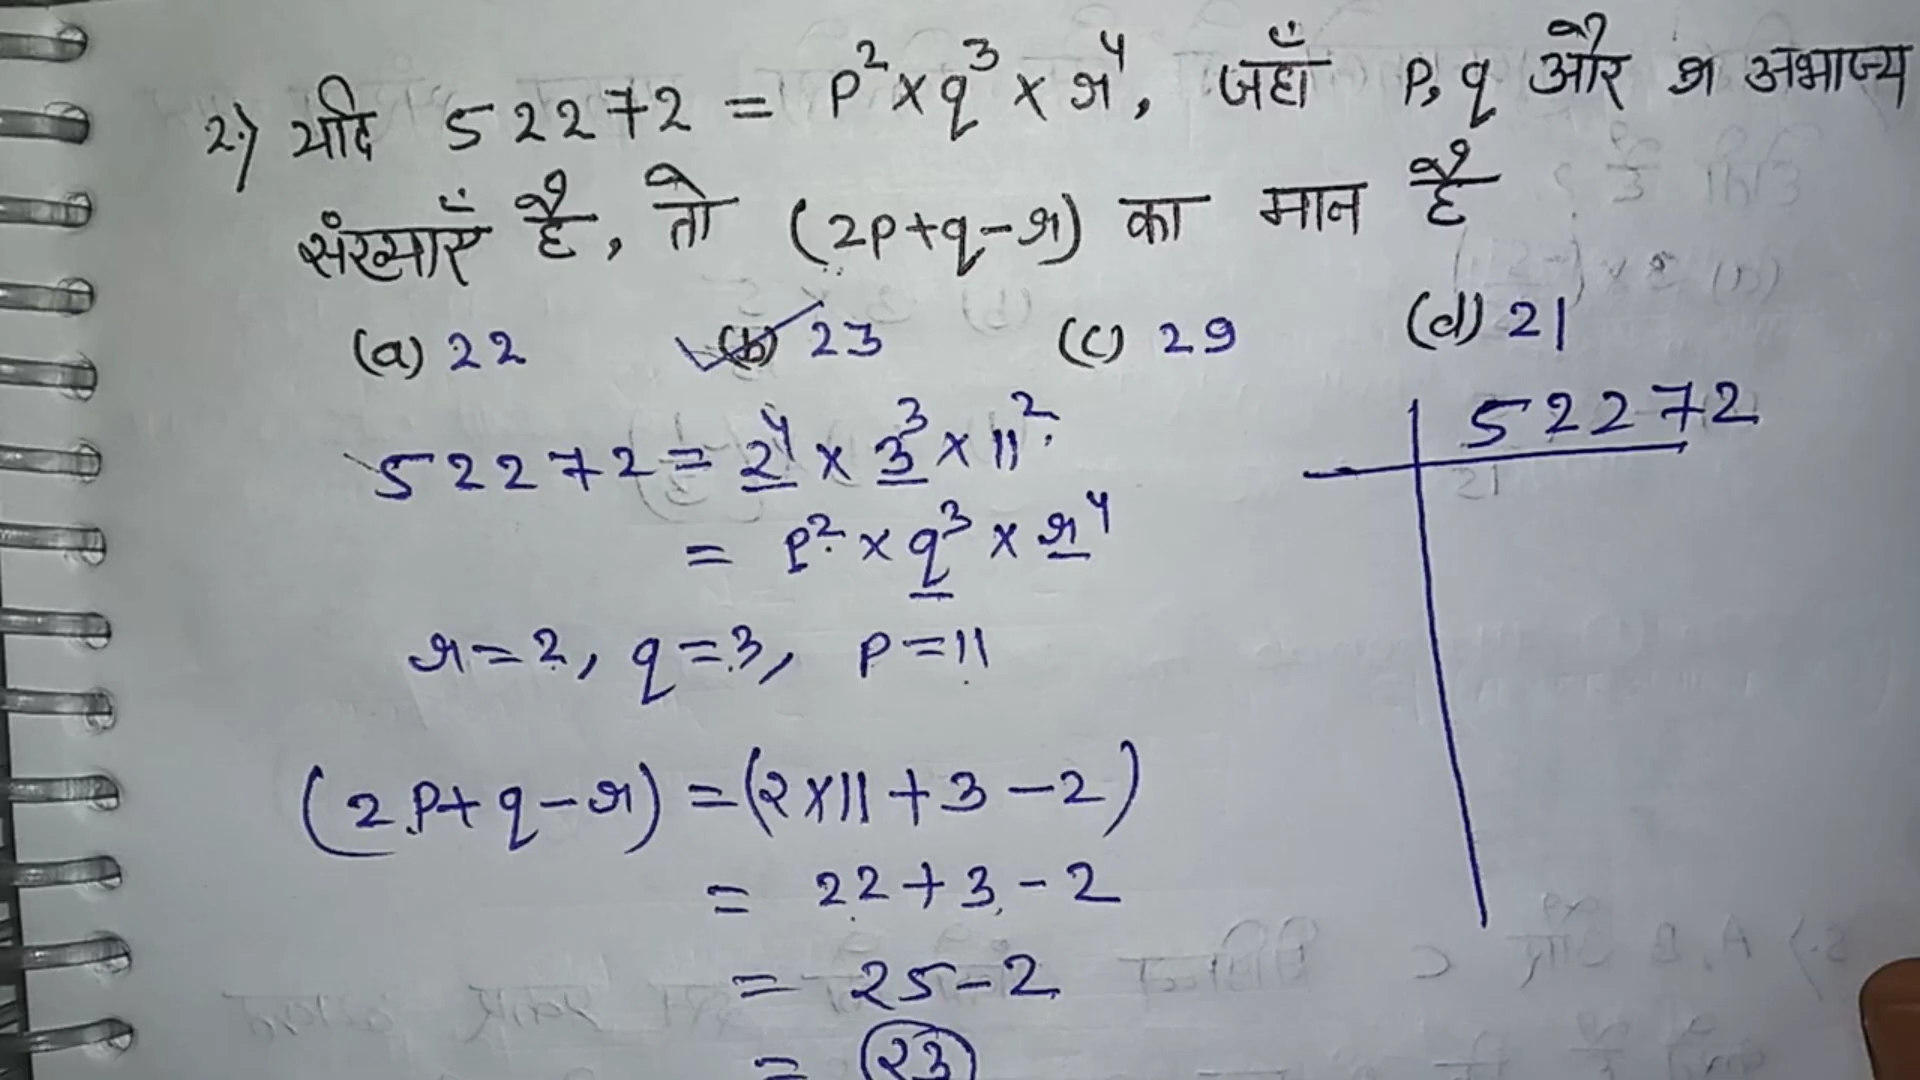 2.) यदि 52272 = p² × q³ × r⁴, जहाँ p, q और r अभाज्य
संख्याएँ है, तो (2p+q-r) का मान है
(a) 22 (b) 23 (c) 29 (d) 21
52272
52272 = 2⁴ × 3³ × 11²
= p² × q³ × r⁴
r=2, q=3, p=11
(2p+q-r) = (2×11+3-2)
= 22+3-2
= 25-2
= 23